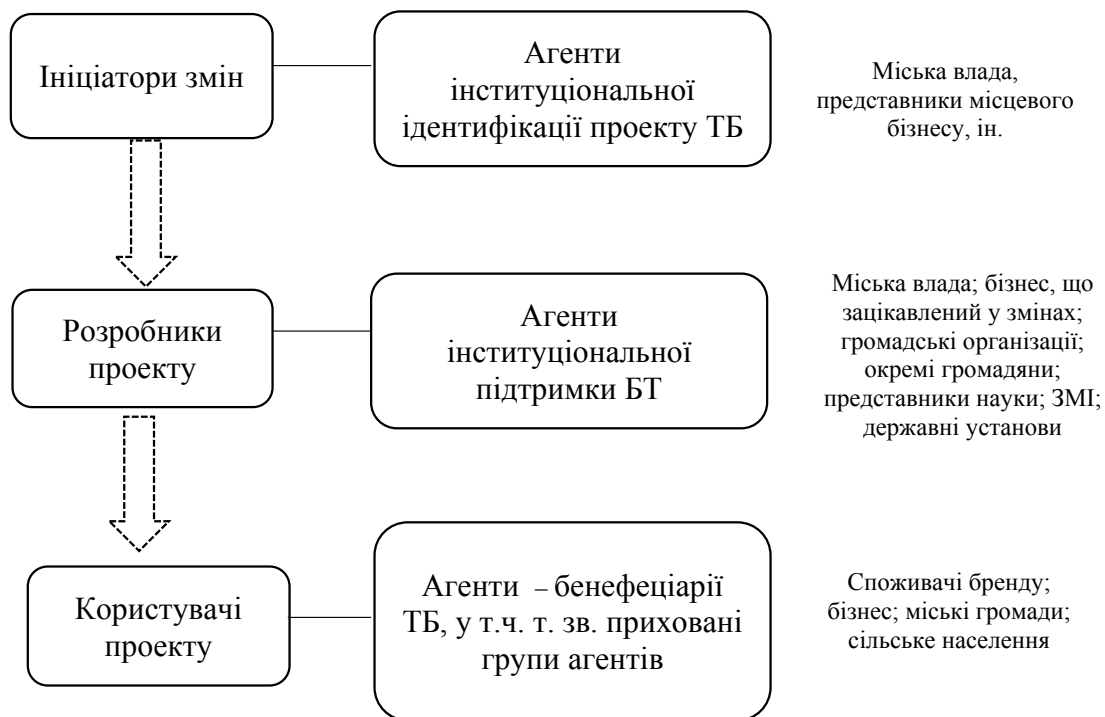 Ініціатори змін
Агенти
інституціональної
ідентифікації проекту ТБ
Міська влада,
представники місцевого
бізнесу, ін.
Розробники
проекту
Агенти
інституціональної
підтримки БТ
Міська влада; бізнес, що
зацікавлений у змінах;
громадські організації;
окремі громадяни;
представники науки; ЗМІ;
державні установи
Користувачі
проекту
Агенти – бенефеціарії
ТБ, у т.ч. т. зв. приховані
групи агентів
Споживачі бренду;
бізнес; міські громади;
сільське населення